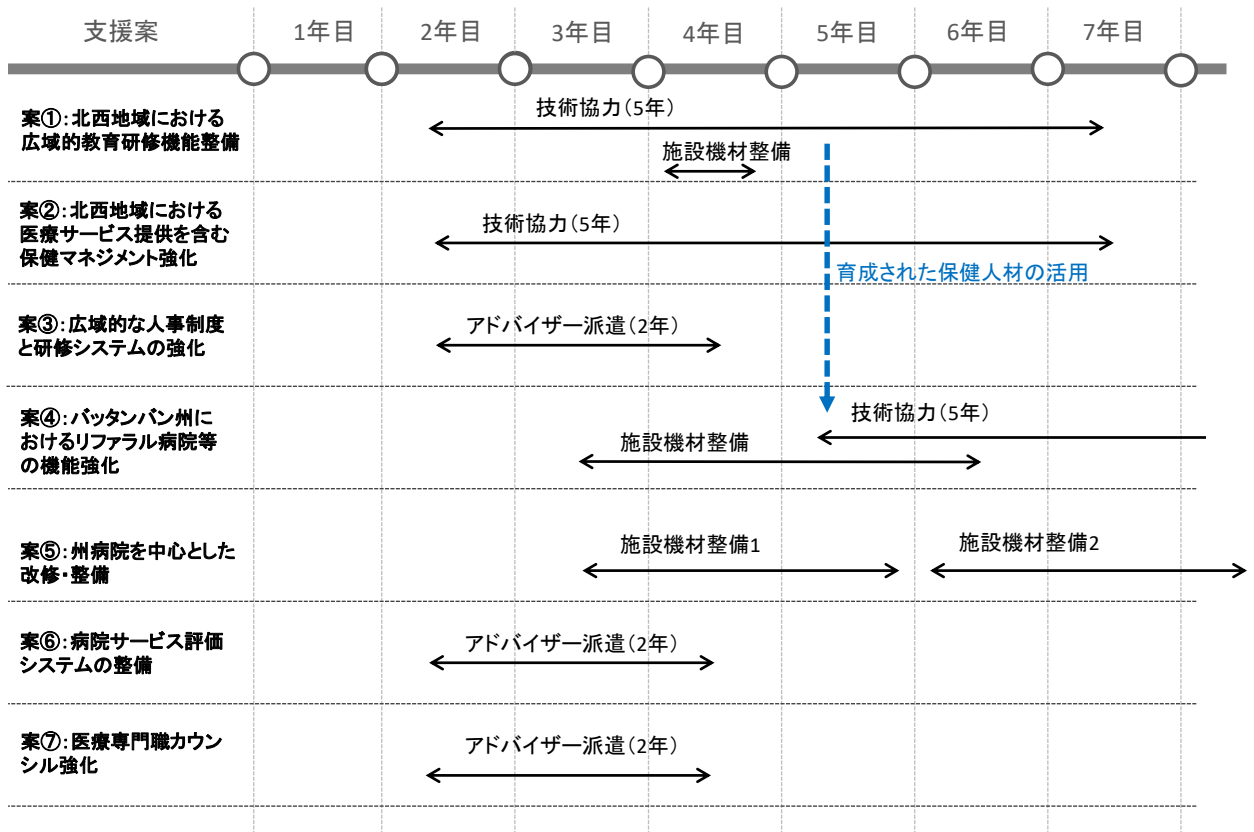 支援案
1年目
2年目
3年目
4年目
5年目
6年目
7年目
案①：北西地域における
広域的教育研修機能整備
技術協力（5年）
施設機材整備
案②：北西地域における
医療サービス提供を含む
保健マネジメント強化
技術協力（5年）
育成された保健人材の活用
案③：広域的な人事制度
と研修システムの強化
アドバイザー派遣（2年）
案④：バッタンバン州に
おけるリファラル病院等
の機能強化
施設機材整備
技術協力（5年）
案⑤：州病院を中心とした
改修・整備
施設機材整備1
施設機材整備2
案⑥：病院サービス評価
システムの整備
アドバイザー派遣（2年）
案⑦：医療専門職カウン
シル強化
アドバイザー派遣（2年）